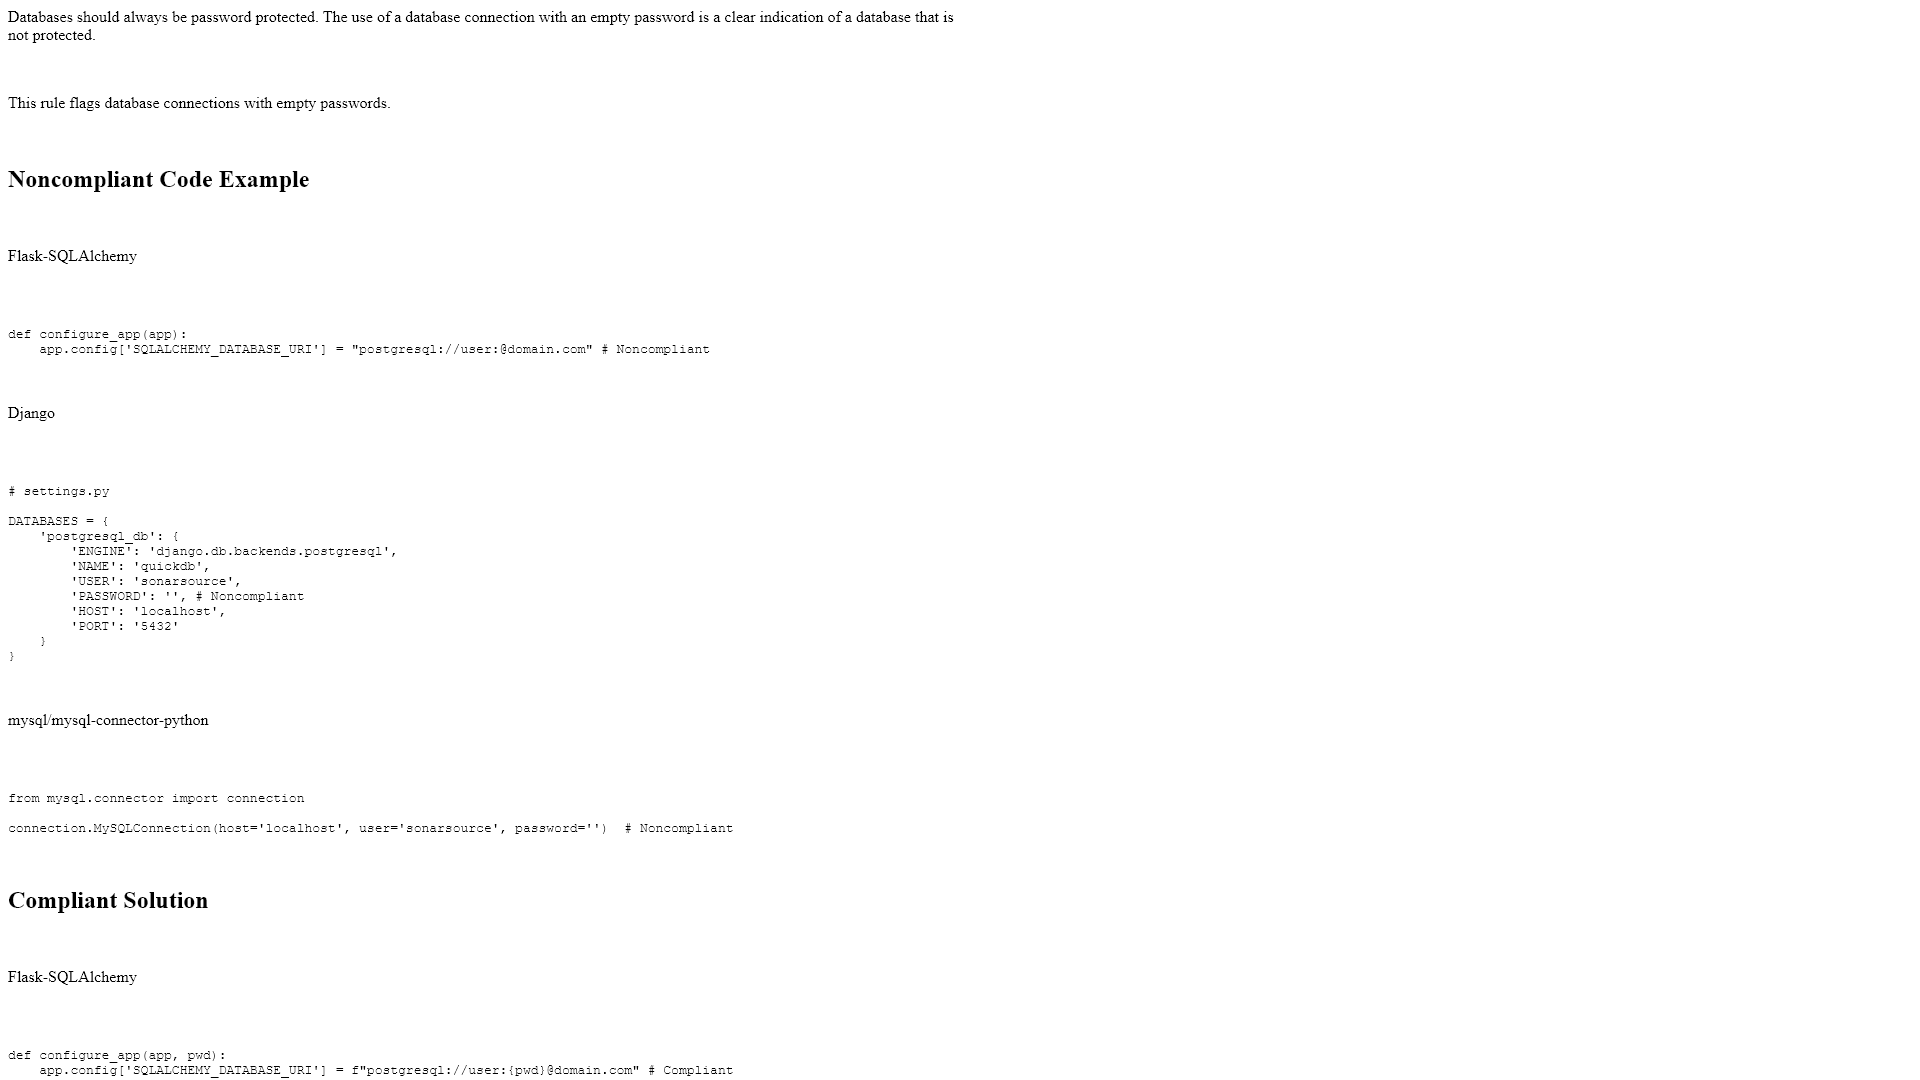 Databases should always be password protected. The use of a database connection with an empty password is a clear indication of a database that is
not protected.
This rule flags database connections with empty passwords.
Noncompliant Code Example
Flask-SQLAlchemy
def configure_app(app):
    app.config['SQLALCHEMY_DATABASE_URI'] = "postgresql://user:@domain.com" # Noncompliant
Django
# settings.py
DATABASES = {
    'postgresql_db': {
        'ENGINE': 'django.db.backends.postgresql',
        'NAME': 'quickdb',
        'USER': 'sonarsource',
        'PASSWORD': '', # Noncompliant
        'HOST': 'localhost',
        'PORT': '5432'
    }
}
mysql/mysql-connector-python
from mysql.connector import connection
connection.MySQLConnection(host='localhost', user='sonarsource', password='')  # Noncompliant
Compliant Solution
Flask-SQLAlchemy
def configure_app(app, pwd):
    app.config['SQLALCHEMY_DATABASE_URI'] = f"postgresql://user:{pwd}@domain.com" # Compliant